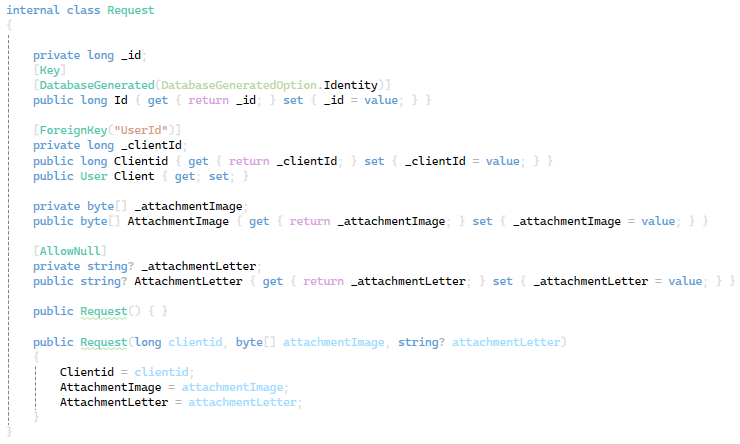 internal class Request
{
private long _id;
[Key]
[DatabaseGenerated(DatabaseGeneratedOption.Identity)]
public long Id { get { return _id; } set { _id = value; } }
[ForeignKey("UserId")]
private long _clientId;
public long Clientid { get { return _clientId; } set { _clientId = value; } }
public User Client { get; set; }
private byte[] _attachmentImage;
public byte[] AttachmentImage { get { return _attachmentImage; } set { _attachmentImage = value; } }
[AllowNull]
private string? _attachmentLetter;
public string? AttachmentLetter { get { return _attachmentLetter; } set { _attachmentLetter = value; } }
public Request() { }
public Request(long clientid, byte[] attachmentImage, string? attachmentLetter)
{
Clientid = clientid;
AttachmentImage = attachmentImage;
AttachmentLetter = attachmentLetter;
}
}